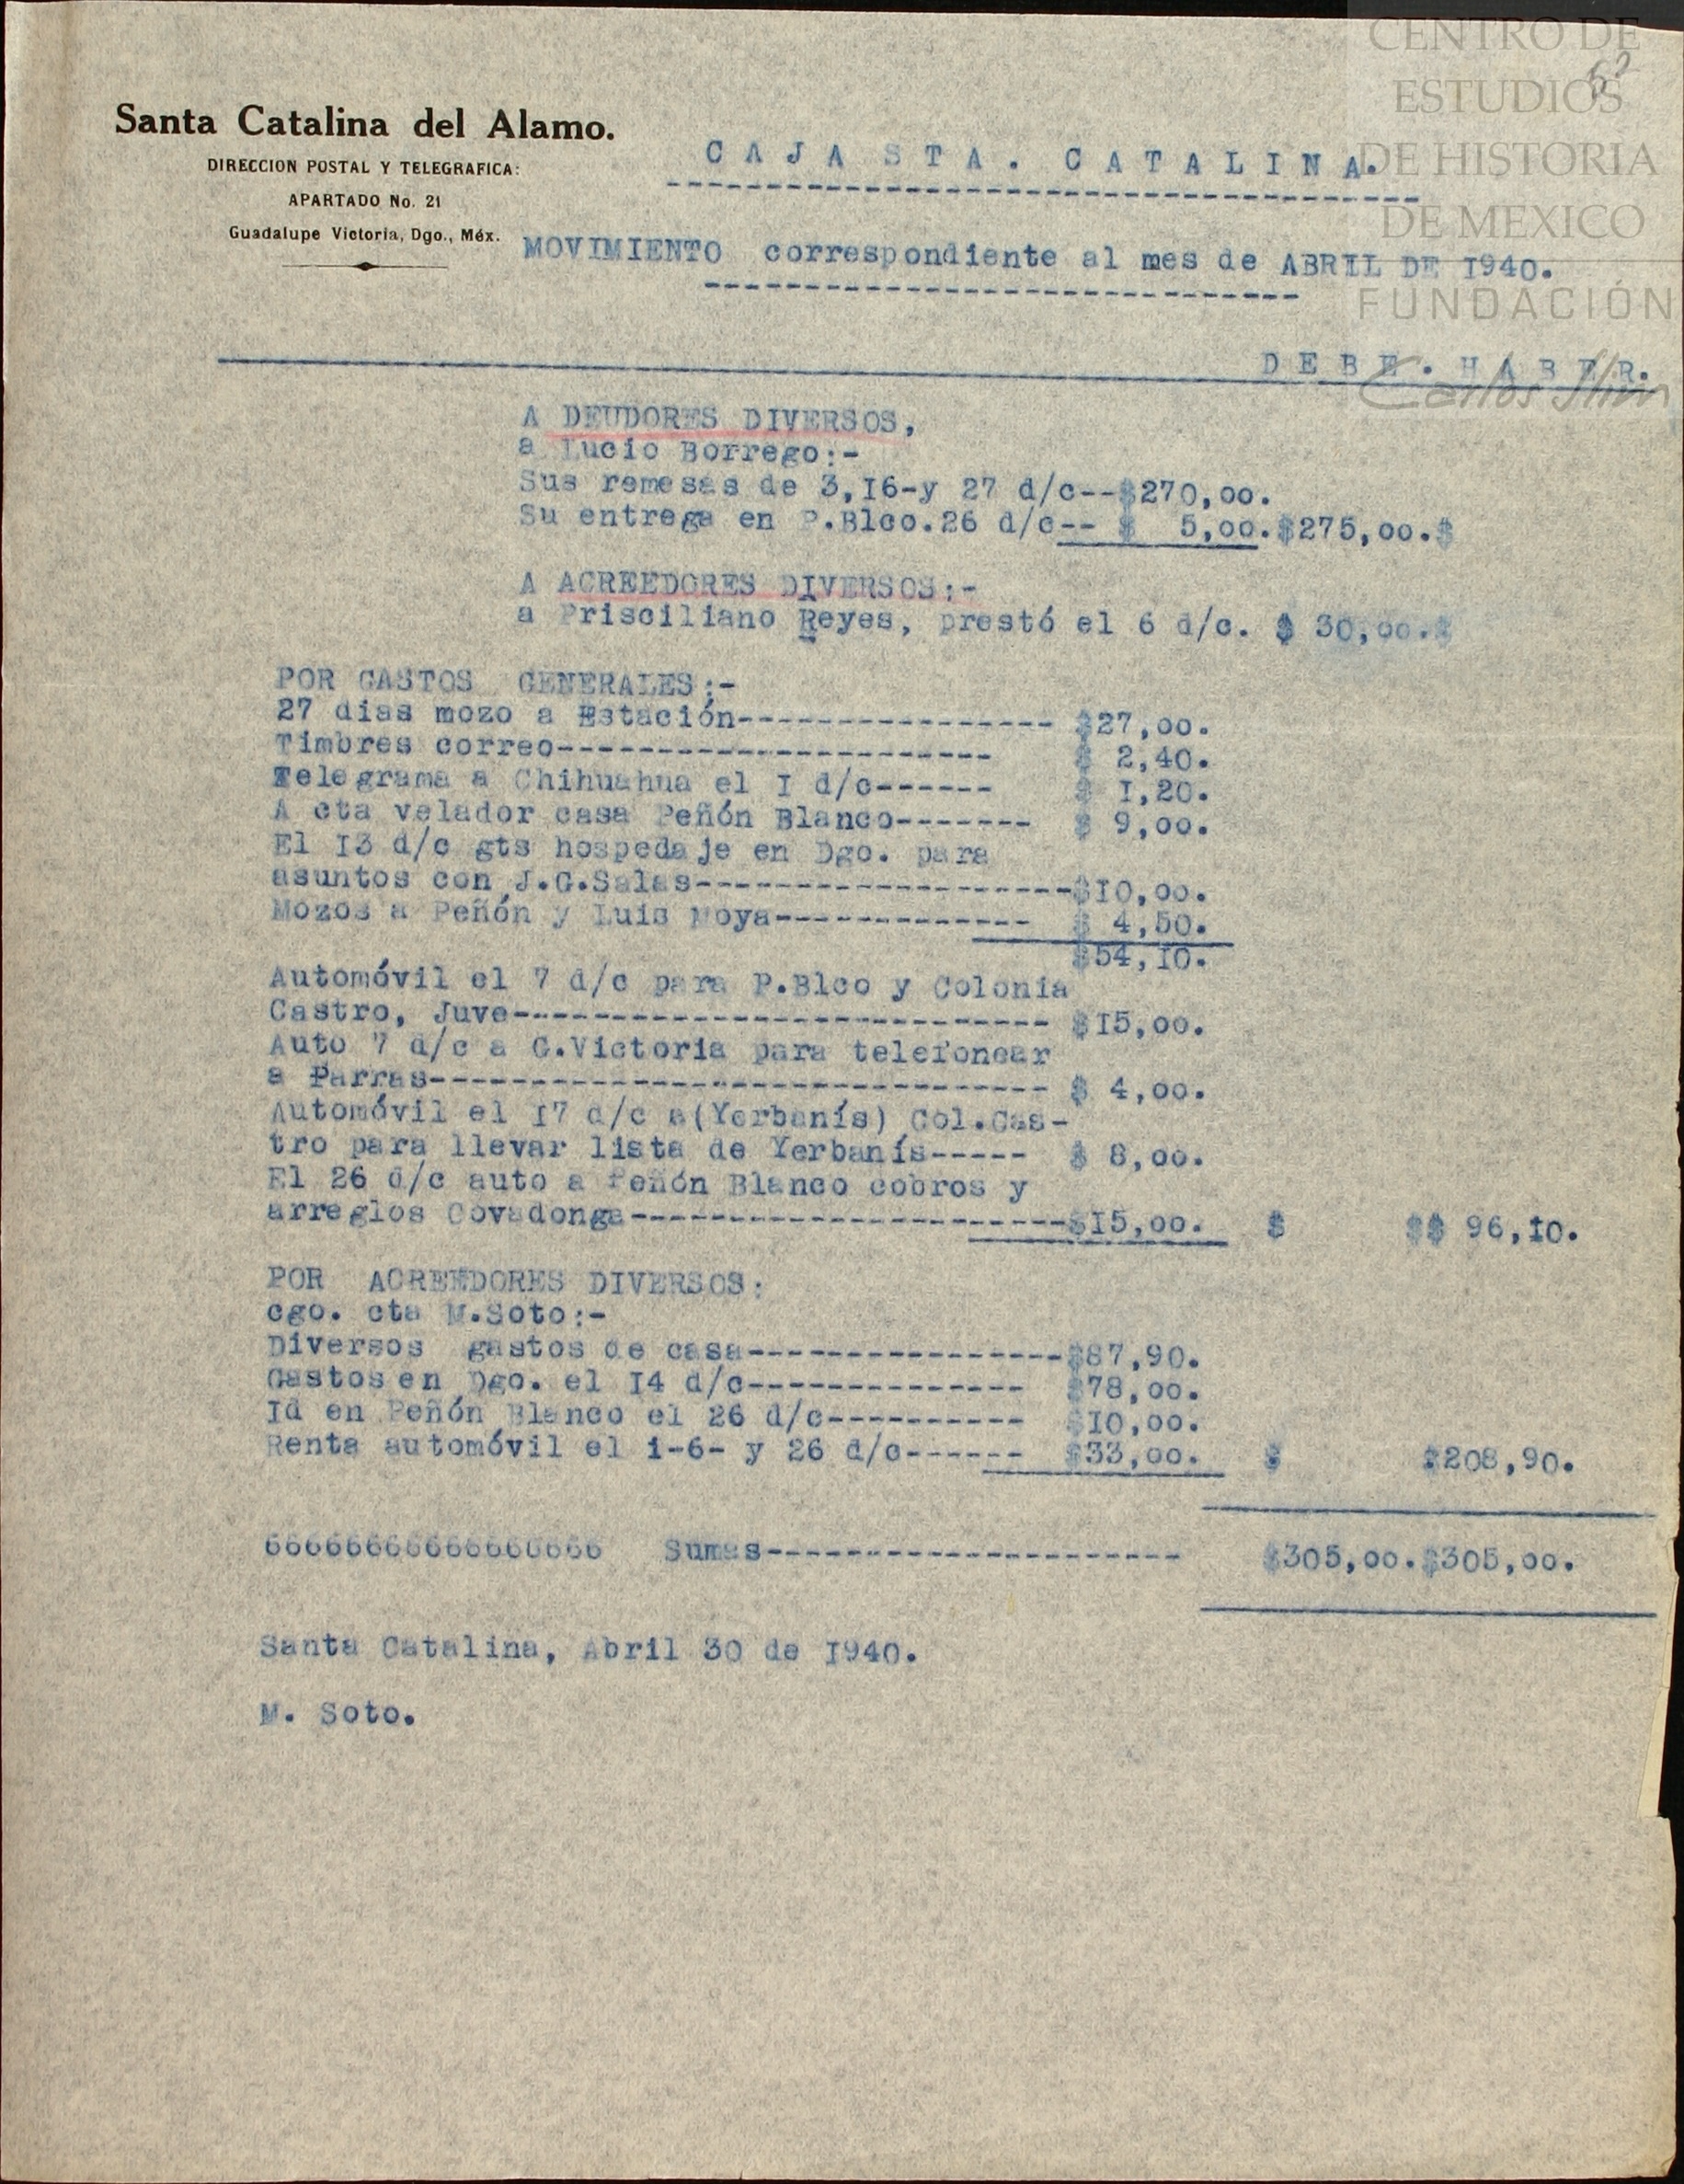 CENTRO DE
ESTUDIOS
DE HISTORIA
DE MEXICO
FUNDACIÓN
Carlos Slim
Santa Catalina del Alamo.
DIRECCION POSTAL Y TELEGRAFICA:
APARTADO No. 21
Guadalupe Victoria, Dgo., Méx.
C A J A S T A . C A T A L I N A.
MOVIMIENTO correspondiente al mes de ABRIL DE I940.
D E B E . H A B E R.
A DEUDORES DIVERSOS,
a Lucio Borrego:-
Sus remesas de 3,I6-y 27 d/c--$270,oo.
Su entrega en P.Blco.26 d/c-- $ 5,oo.$275,oo.$
A ACREEDORES DIVERSOS:-
a Prisciliano Reyes, prestó el 6 d/c. $ 30,oo.$
POR GASTOS GENERALES:-
27 dias mozo a Estación---------------- $27,oo.
Timbres correo---------------------- $ 2,40.
Telegrama a Chihuahua el I d/c------ $ I,20.
A cta velador casa Peñón Blanco------- $ 9,oo.
El I3 d/c gts hospedaje en Dgo. para
asuntos con J.G.Salas-------------------$I0,oo.
Mozos a Peñón y Luis Moya------------- $ 4,50.
$54,I0.
Automóvil el 7 d/c para P.Blco y Colonia
Castro, Juve--------------------------- $I5,oo.
Auto 7 d/c a G.Victoria para telefonear
a Parras------------------------------- $ 4,oo.
Automóvil el I7 d/c a(Yerbanís) Col.Cas-
tro para llevar lista de Yerbanís----- $ 8,oo.
El 26 d/c auto a Peñón Blanco cobros y
arreglos Covadonga----------------------$I5,oo. $ $$ 96,I0.
POR ACREEDORES DIVERSOS:
cgo. cta M.Soto:-
Diversos gastos de casa----------------$87,90.
Gastos en Dgo. el I4 d/c-------------- $78,oo.
Id en Peñón Blanco el 26 d/c---------- $I0,oo.
Renta automóvil el 1-6- y 26 d/c------ $33,oo. $ $208,90.
66666666666666666 Sumas--------------------- $305,oo.$305,oo.
Santa Catalina, Abril 30 de I940.
M. Soto.